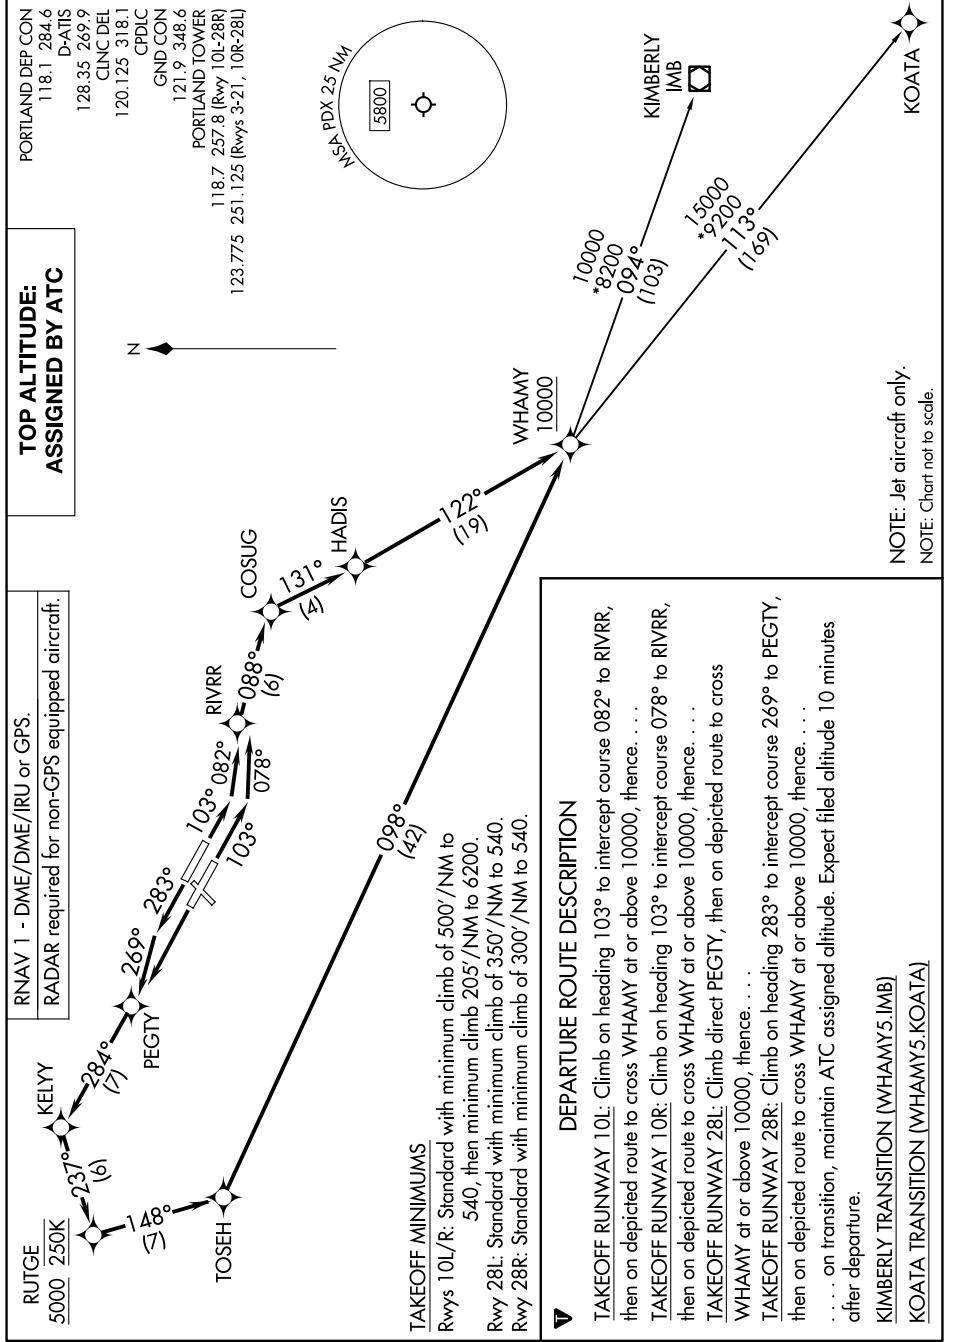 RNAV 1 - DME/DME/IRU or GPS.
RADAR required for non-GPS equipped aircraft.
TOP ALTITUDE:
ASSIGNED BY ATC
PORTLAND DEP CON
118.1 284.6
D-ATIS
128.35 269.9
CLNC DEL
120.125 318.1
CPDLC
GND CON
121.9 348.6
PORTLAND TOWER
118.7 257.8 (Rwy 10L-28R)
123.775 251.125 (Rwys 3-21, 10R-28L)
N
MSA PDX 25 NM
5800
RUTGE
5000 250K
KELYY
237°
(6)
284°
(7)
148°
(7)
TOSEH
PEGTY
269°
283°
103°
082°
103°
078°
RIVRR
088°
(6)
COSUG
131°
(4)
HADIS
122°
(19)
098°
(42)
WHAMY
10000
10000
*8200
094°
(103)
KIMBERLY
IMB
15000
*9200
113°
(169)
KOATA
TAKEOFF MINIMUMS
Rwys 10L/R: Standard with minimum climb of 500'/NM to
540, then minimum climb 205'/NM to 6200.
Rwy 28L: Standard with minimum climb of 350'/NM to 540.
Rwy 28R: Standard with minimum climb of 300'/NM to 540.
T
DEPARTURE ROUTE DESCRIPTION
TAKEOFF RUNWAY 10L: Climb on heading 103° to intercept course 082° to RIVRR,
then on depicted route to cross WHAMY at or above 10000, thence. . . .
TAKEOFF RUNWAY 10R: Climb on heading 103° to intercept course 078° to RIVRR,
then on depicted route to cross WHAMY at or above 10000, thence. . . .
TAKEOFF RUNWAY 28L: Climb direct PEGTY, then on depicted route to cross
WHAMY at or above 10000, thence. . . .
TAKEOFF RUNWAY 28R: Climb on heading 283° to intercept course 269° to PEGTY,
then on depicted route to cross WHAMY at or above 10000, thence. . . .
. . . . on transition, maintain ATC assigned altitude. Expect filed altitude 10 minutes
after departure.
KIMBERLY TRANSITION (WHAMY5.IMB)
KOATA TRANSITION (WHAMY5.KOATA)
NOTE: Jet aircraft only.
NOTE: Chart not to scale.